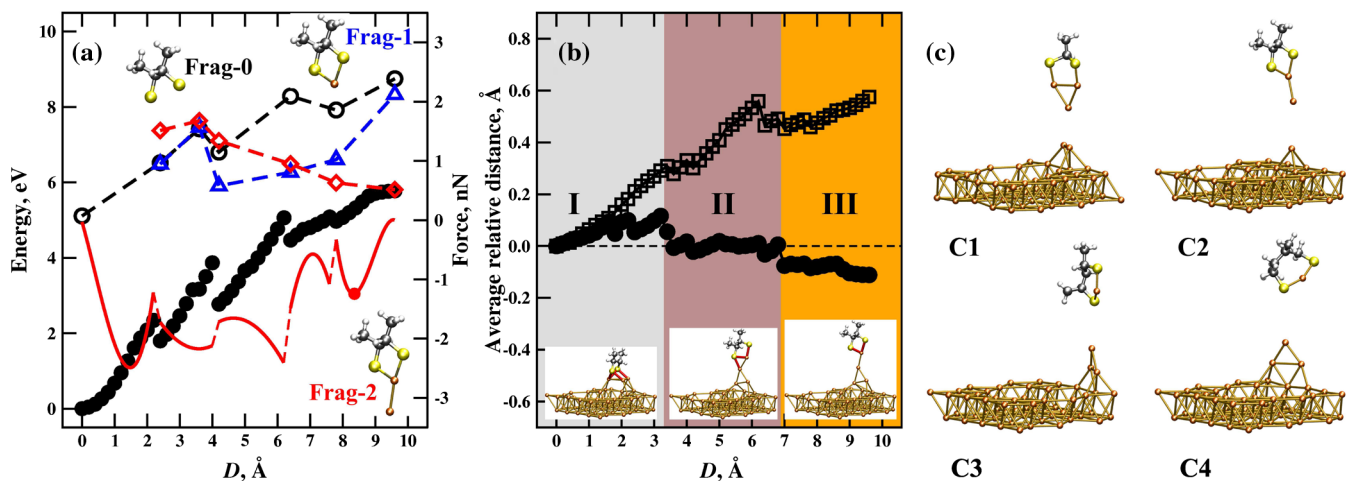 (a)
Frag-0
Frag-1
Frag-2
Energy, eV
10
8
6
4
2
0
Force, nN
3
2
1
0
-1
-2
-3
0 1 2 3 4 5 6 7 8 9 10
D, Å
(b)
Average relative distance, Å
0.8
0.6
0.4
0.2
0.0
-0.2
-0.4
-0.6
I
II
III
0 1 2 3 4 5 6 7 8 9 10
D, Å
(c)
C1
C2
C3
C4